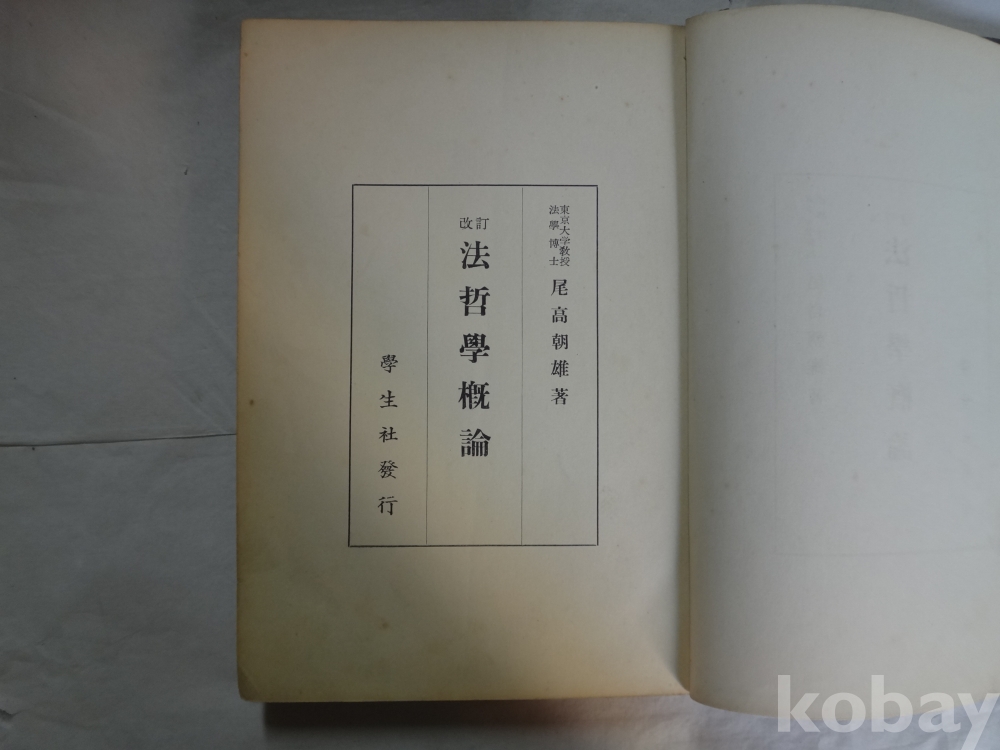 東京大学教授
法學博士
尾高朝雄著
改訂
法哲學概論
學生社發行
kobay